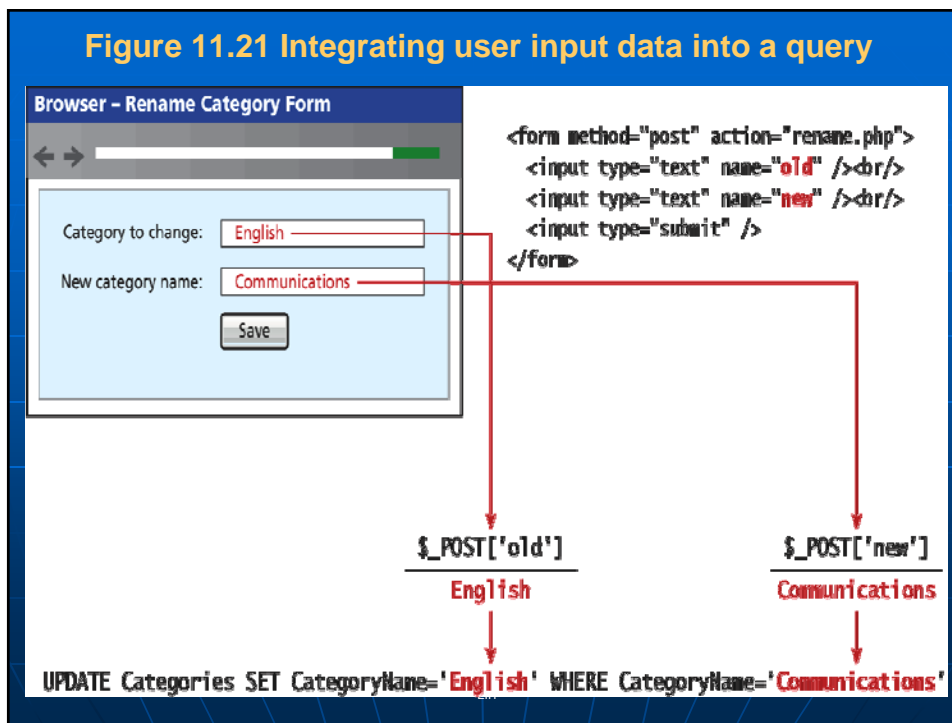 Figure 11.21 Integrating user input data into a query
Browser – Rename Category Form
Category to change: English
New category name: Communications
Save
<form method="post" action="rename.php">
<input type="text" name="old" /><br/>
<input type="text" name="new" /><br/>
<input type="submit" />
</form>
$_POST['old']
English
$_POST['new']
Communications
UPDATE Categories SET CategoryName='English' WHERE CategoryName='Communications'